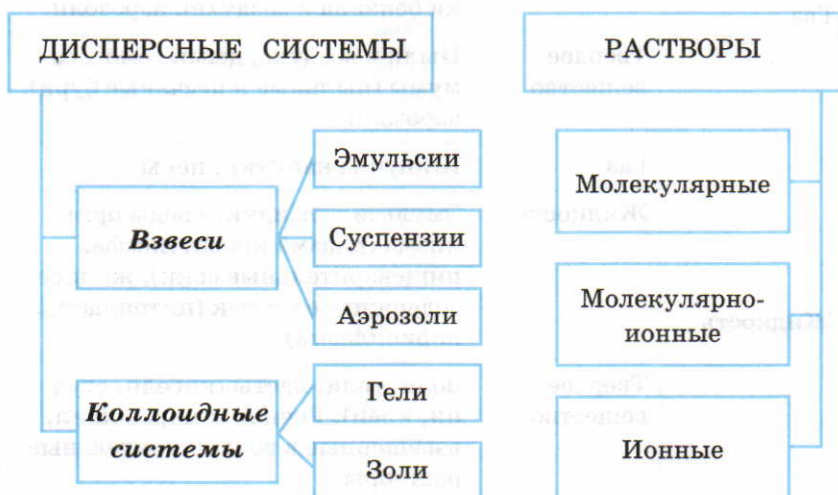 ДИСПЕРСНЫЕ СИСТЕМЫ
Взвеси
Эмульсии
Суспензии
Аэрозоли
Коллоидные
системы
Гели
Золи
РАСТВОРЫ
Молекулярные
Молекулярно-
ионные
Ионные